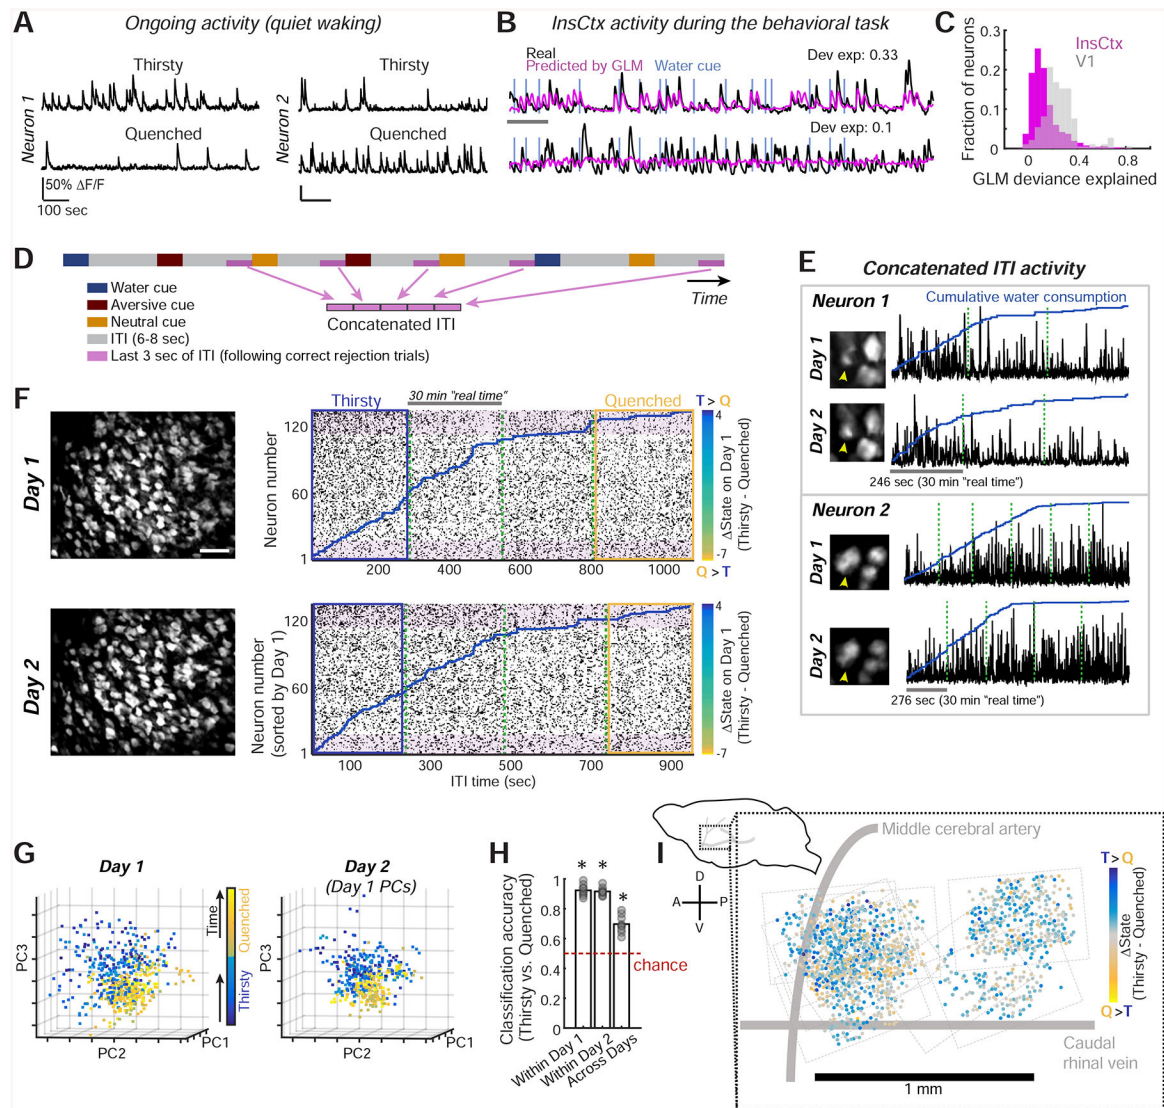 A
Ongoing activity (quiet waking)
Thirsty
Thirsty
Neuron 1
Neuron 2
Quenched
Quenched
50% ΔF/F
100 sec
B
InsCtx activity during the behavioral task
Real
Predicted by GLM
Water cue
Dev exp: 0.33
Dev exp: 0.1
C
Fraction of neurons
0.3
0.2
0.1
0
InsCtx
V1
0 0.4 0.8
GLM deviance explained
D
Time
Water cue
Aversive cue
Neutral cue
ITI (6-8 sec)
Last 3 sec of ITI (following correct rejection trials)
Concatenated ITI
E
Concatenated ITI activity
Neuron 1
Cumulative water consumption
Day 1
Day 2
246 sec (30 min "real time")
Neuron 2
Day 1
Day 2
276 sec (30 min "real time")
F
Day 1
Thirsty
30 min "real time"
Quenched
Neuron number
120
60
1
200 400 600 800 1000
T > Q
4
-7
Q > T
ΔState on Day 1
(Thirsty - Quenched)
Day 2
Neuron number
(sorted by Day 1)
120
60
1
100 300 500 700 900
ITI time (sec)
4
-7
ΔState on Day 1
(Thirsty - Quenched)
G
Day 1
PC3
PC2
PC1
Time
Thirsty
Quenched
Day 2
(Day 1 PCs)
PC3
PC2
PC1
H
Classification accuracy
(Thirsty vs. Quenched)
1
0.8
0.6
0.4
0.2
0
* * *
chance
Within Day 1
Within Day 2
Across Days
I
D
A P
V
Middle cerebral artery
T > Q
ΔState
(Thirsty - Quenched)
Q >T
Caudal
rhinal vein
1 mm